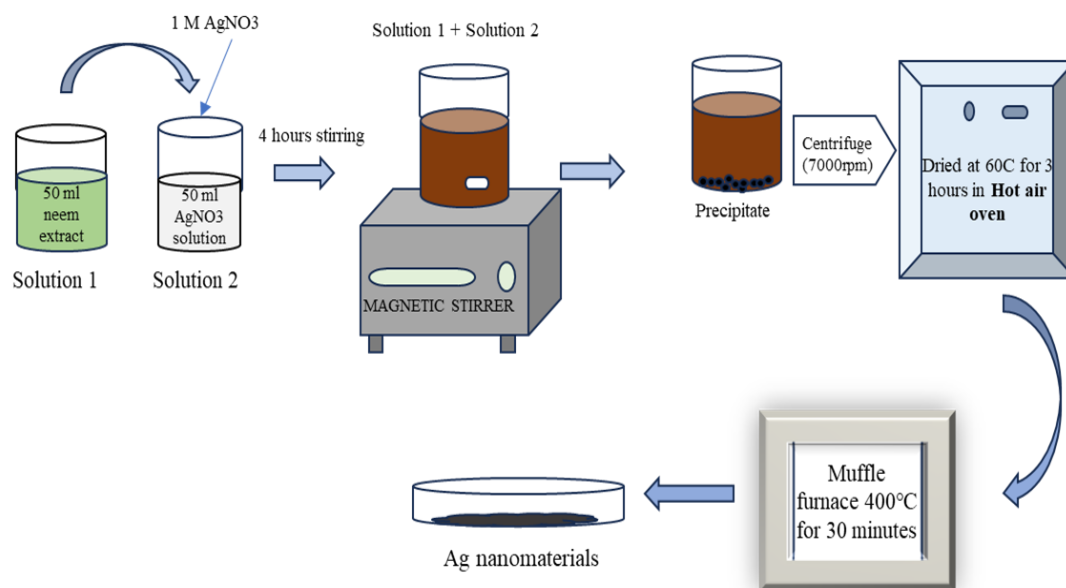 1 M AgNO3
50 ml
neem
extract
Solution 1
50 ml
AgNO3
solution
Solution 2
4 hours stirring
Solution 1 + Solution 2
MAGNETIC STIRRER
Precipitate
Centrifuge
(7000rpm)
Dried at 60C for 3
hours in Hot air
oven
Muffle
furnace 400°C
for 30 minutes
Ag nanomaterials